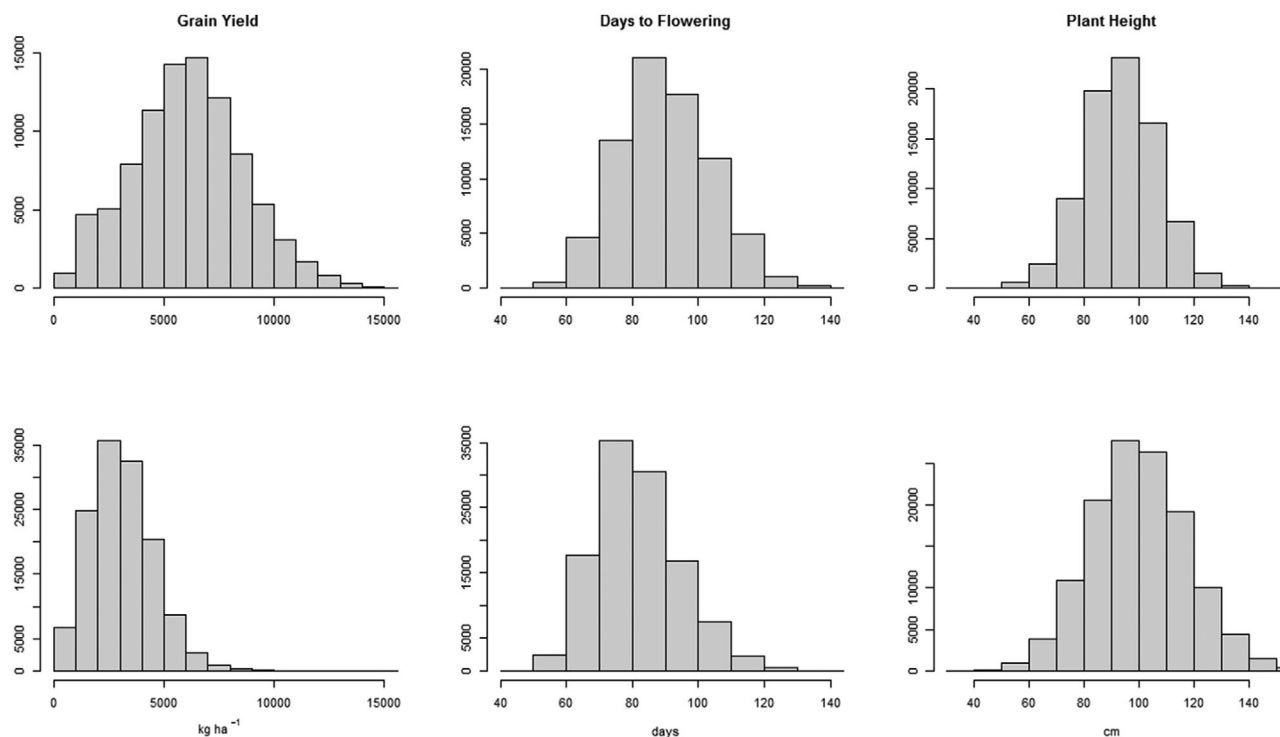 Grain Yield
0 5000 10000 15000
0 5000 10000 15000
Days to Flowering
0 5000 10000 15000 20000
40 60 80 100 120 140
Plant Height
0 5000 10000 15000 20000
40 60 80 100 120 140
0 5000 15000 25000 35000
0 5000 10000 15000
kg ha ⁻¹
0 5000 15000 25000 35000
40 60 80 100 120 140
days
0 5000 10000 20000
40 60 80 100 120 140
cm